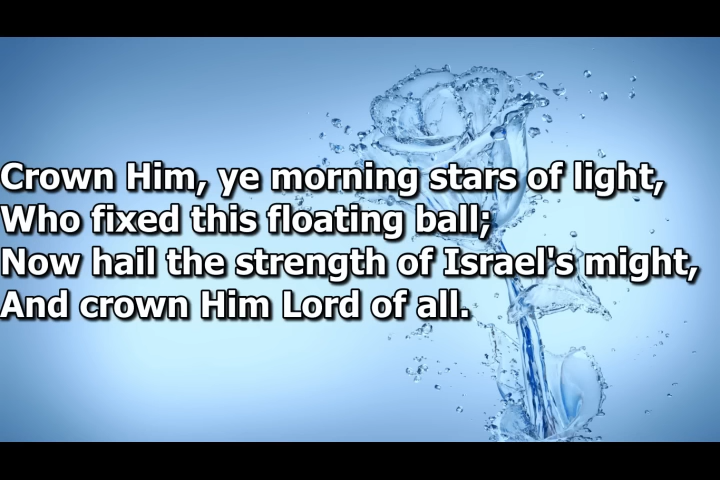 Crown Him, ye morning stars of light,
Who fixed this floating ball;
Now hail the strength of Israel's might,
And crown Him Lord of all.